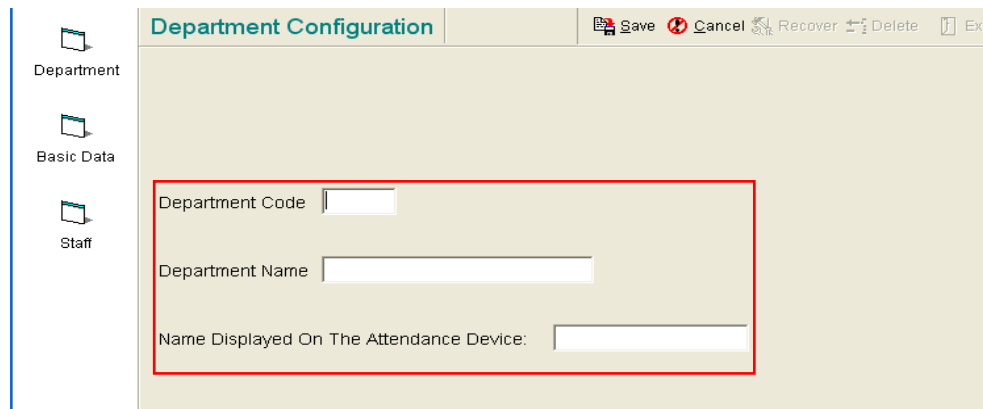 Department
Basic Data
Staff
Department Configuration
Save Cancel Recover Delete Ex
Department Code
Department Name
Name Displayed On The Attendance Device: